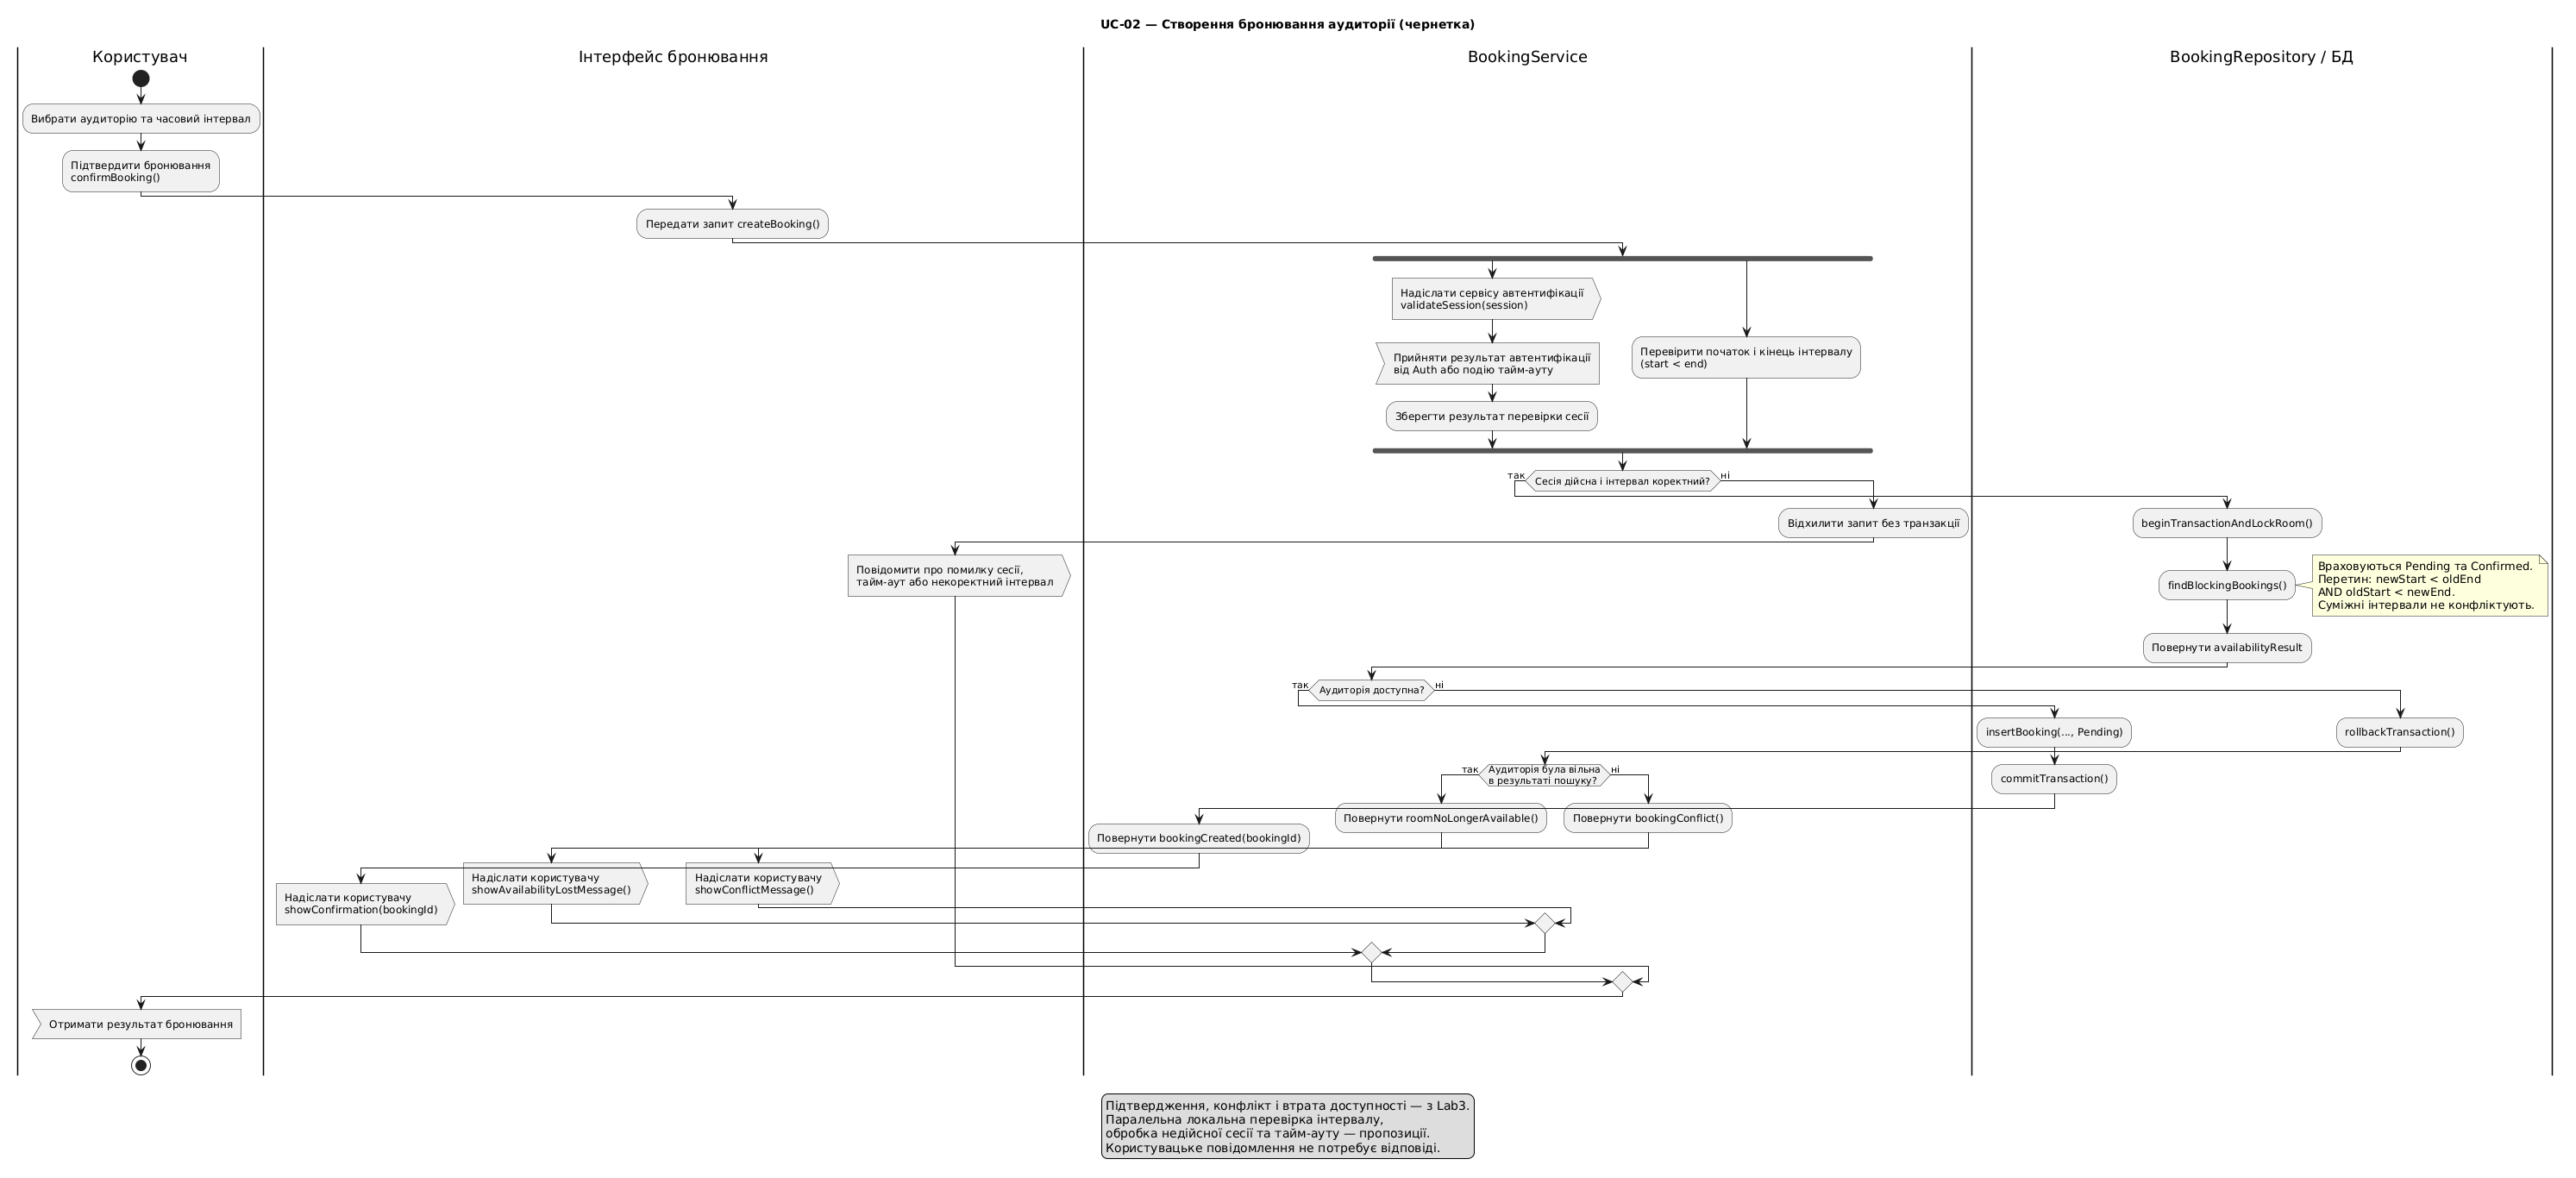 UC-02 — Створення бронювання аудиторії (чернетка)
Користувач
Інтерфейс бронювання
BookingService
BookingRepository / БД
Вибрати аудиторію та часовий інтервал
Підтвердити бронювання
confirmBooking()
Передати запит createBooking()
Надіслати сервісу автентифікації
validateSession(session)
Прийняти результат автентифікації
від Auth або подію тайм-ауту
Перевірити початок і кінець інтервалу
(start < end)
Зберегти результат перевірки сесії
так
Сесія дійсна і інтервал коректний?
ні
Відхилити запит без транзакції
beginTransactionAndLockRoom()
Повідомити про помилку сесії,
тайм-аут або некоректний інтервал
findBlockingBookings()
Враховуються Pending та Confirmed.
Перетин: newStart < oldEnd
AND oldStart < newEnd.
Суміжні інтервали не конфліктують.
Повернути availabilityResult
так
Аудиторія доступна?
ні
insertBooking(..., Pending)
rollbackTransaction()
так
Аудиторія була вільна
в результаті пошуку?
ні
commitTransaction()
Повернути roomNoLongerAvailable()
Повернути bookingConflict()
Повернути bookingCreated(bookingId)
Надіслати користувачу
showAvailabilityLostMessage()
Надіслати користувачу
showConflictMessage()
Надіслати користувачу
showConfirmation(bookingId)
Отримати результат бронювання
Підтвердження, конфлікт і втрата доступності — з Lab3.
Паралельна локальна перевірка інтервалу,
обробка недійсної сесії та тайм-ауту — пропозиції.
Користувацьке повідомлення не потребує відповіді.